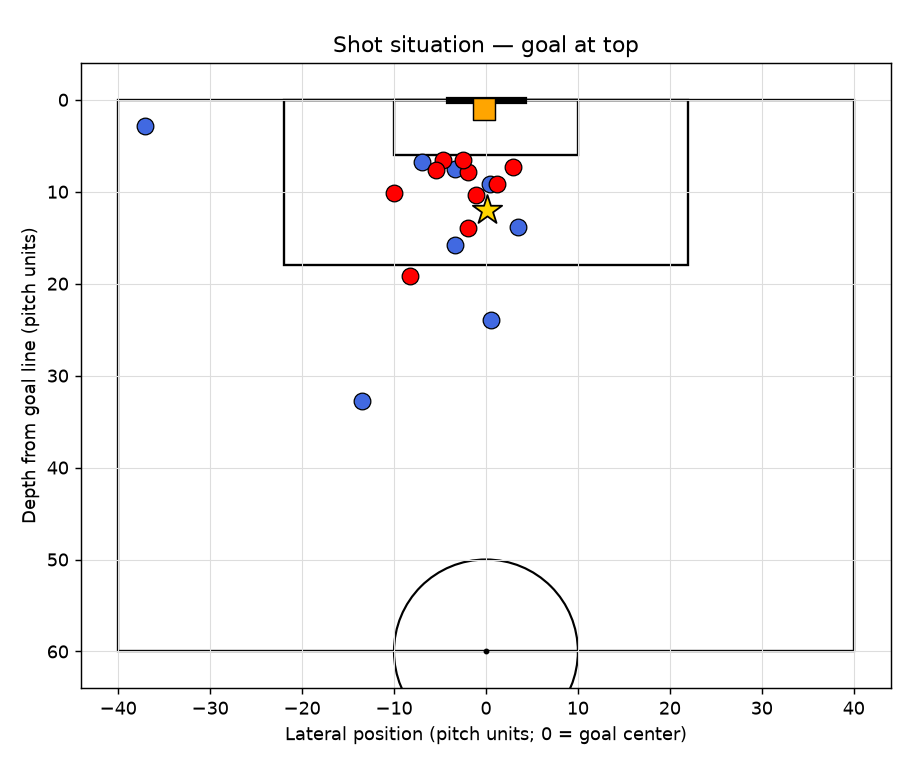 Shot situation — goal at top
0
10
20
30
40
50
60
Depth from goal line (pitch units)
−40 −30 −20 −10 0 10 20 30 40
Lateral position (pitch units; 0 = goal center)